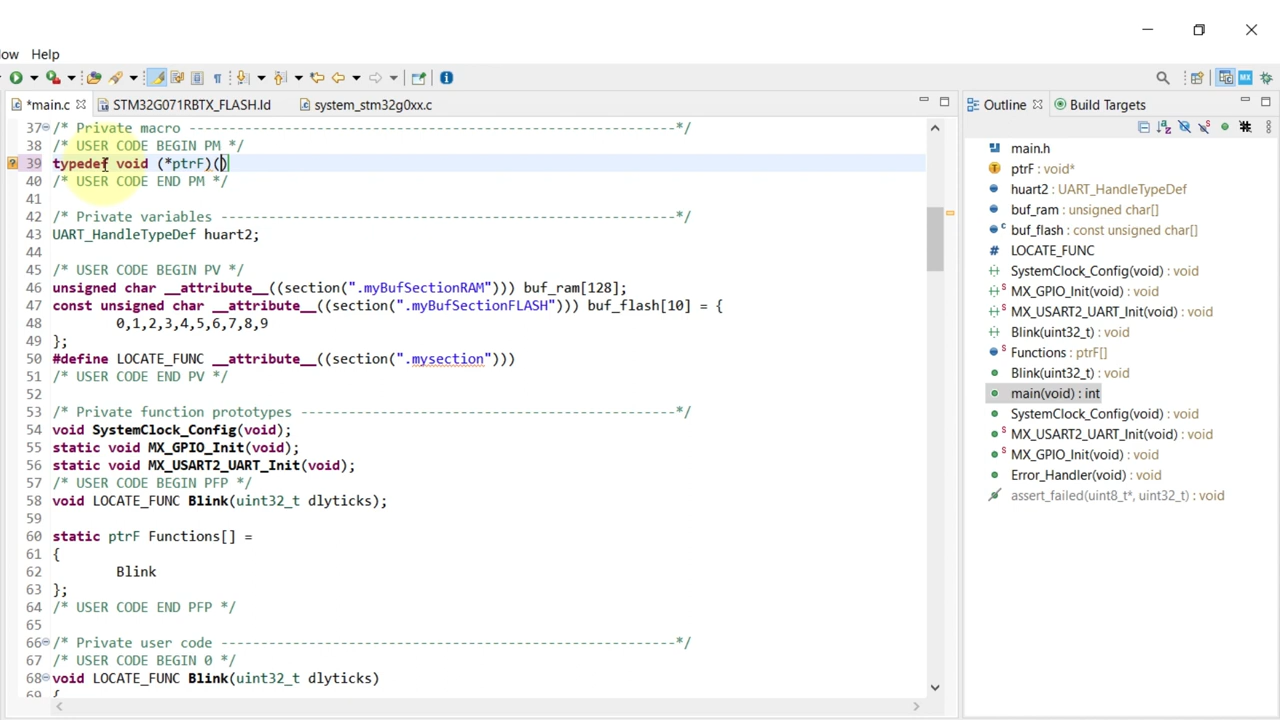 ow Help
*main.c STM32G071RBTX_FLASH.ld system_stm32g0xx.c
37 /* Private macro -------------------------------------------------------------*/
38 /* USER CODE BEGIN PM */
39 typedef void (*ptrF)()
40 /* USER CODE END PM */
41
42 /* Private variables ---------------------------------------------------------*/
43 UART_HandleTypeDef huart2;
44
45 /* USER CODE BEGIN PV */
46 unsigned char __attribute__((section(".myBufSectionRAM"))) buf_ram[128];
47 const unsigned char __attribute__((section(".myBufSectionFLASH"))) buf_flash[10] = {
48 0,1,2,3,4,5,6,7,8,9
49 };
50 #define LOCATE_FUNC __attribute__((section(".mysection")))
51 /* USER CODE END PV */
52
53 /* Private function prototypes -----------------------------------------------*/
54 void SystemClock_Config(void);
55 static void MX_GPIO_Init(void);
56 static void MX_USART2_UART_Init(void);
57 /* USER CODE BEGIN PFP */
58 void LOCATE_FUNC Blink(uint32_t dlyticks);
59
60 static ptrF Functions[] =
61 {
62 Blink
63 };
64 /* USER CODE END PFP */
65
66 /* Private user code ---------------------------------------------------------*/
67 /* USER CODE BEGIN 0 */
68 void LOCATE_FUNC Blink(uint32_t dlyticks)
69 {
Outline Build Targets
main.h
ptrF : void*
huart2 : UART_HandleTypeDef
buf_ram : unsigned char[]
buf_flash : const unsigned char[]
LOCATE_FUNC
SystemClock_Config(void) : void
MX_GPIO_Init(void) : void
MX_USART2_UART_Init(void) : void
Blink(uint32_t) : void
Functions : ptrF[]
Blink(uint32_t) : void
main(void) : int
SystemClock_Config(void) : void
MX_USART2_UART_Init(void) : void
MX_GPIO_Init(void) : void
Error_Handler(void) : void
assert_failed(uint8_t*, uint32_t) : void